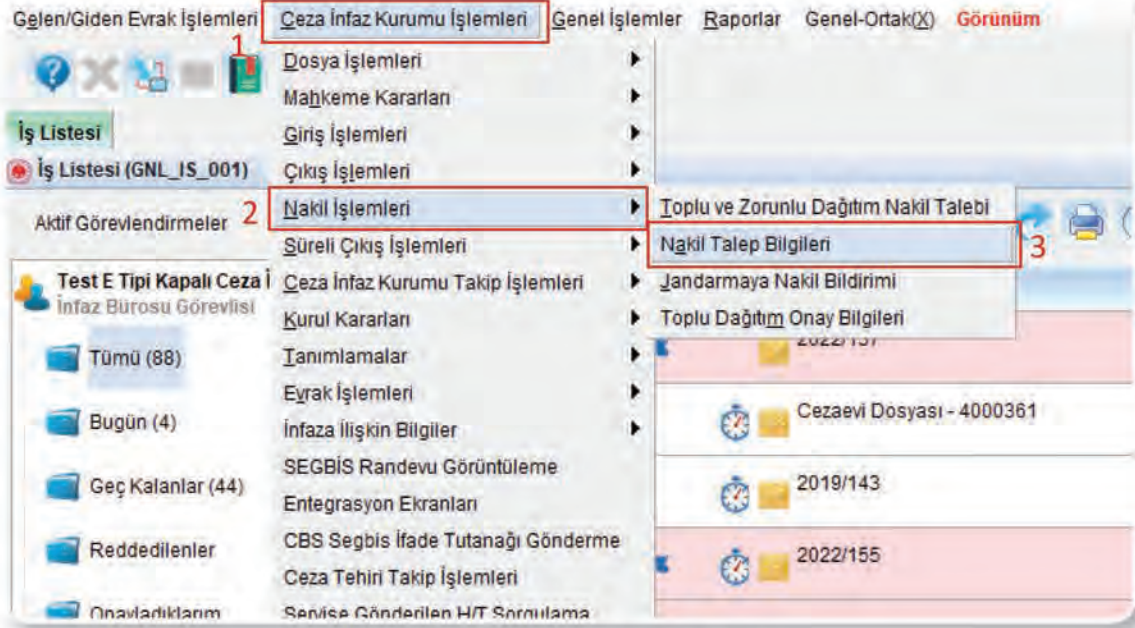 Gelen/Giden Evrak İşlemleri Ceza İnfaz Kurumu İşlemleri Genel İşlemler Raporlar Genel-Ortak(X) Görünüm
1
Dosya İşlemleri
Mahkeme Kararları
İş Listesi
Giriş İşlemleri
İş Listesi (GNL_IS_001)
Çıkış İşlemleri
Aktif Görevlendirmeler
2
Nakil İşlemleri
Toplu ve Zorunlu Dağıtım Nakil Talebi
Süreli Çıkış İşlemleri
Nakil Talep Bilgileri
3
Test E Tipi Kapalı Ceza İ
Ceza İnfaz Kurumu Takip İşlemleri
Jandarmaya Nakil Bildirimi
İnfaz Bürosu Görevlisi
Kurul Kararları
Toplu Dağıtım Onay Bilgileri
Tümü (88)
Tanımlamalar
2022/157
Evrak İşlemleri
Bugün (4)
İnfaza İlişkin Bilgiler
Cezaevi Dosyası - 4000361
SEGBİS Randevu Görüntüleme
Geç Kalanlar (44)
Entegrasyon Ekranları
2019/143
Reddedilenler
CBS Segbis İfade Tutanağı Gönderme
2022/155
Ceza Tehiri Takip İşlemleri
Onayladıklarım
Servise Gönderilen H/T Sorgulama